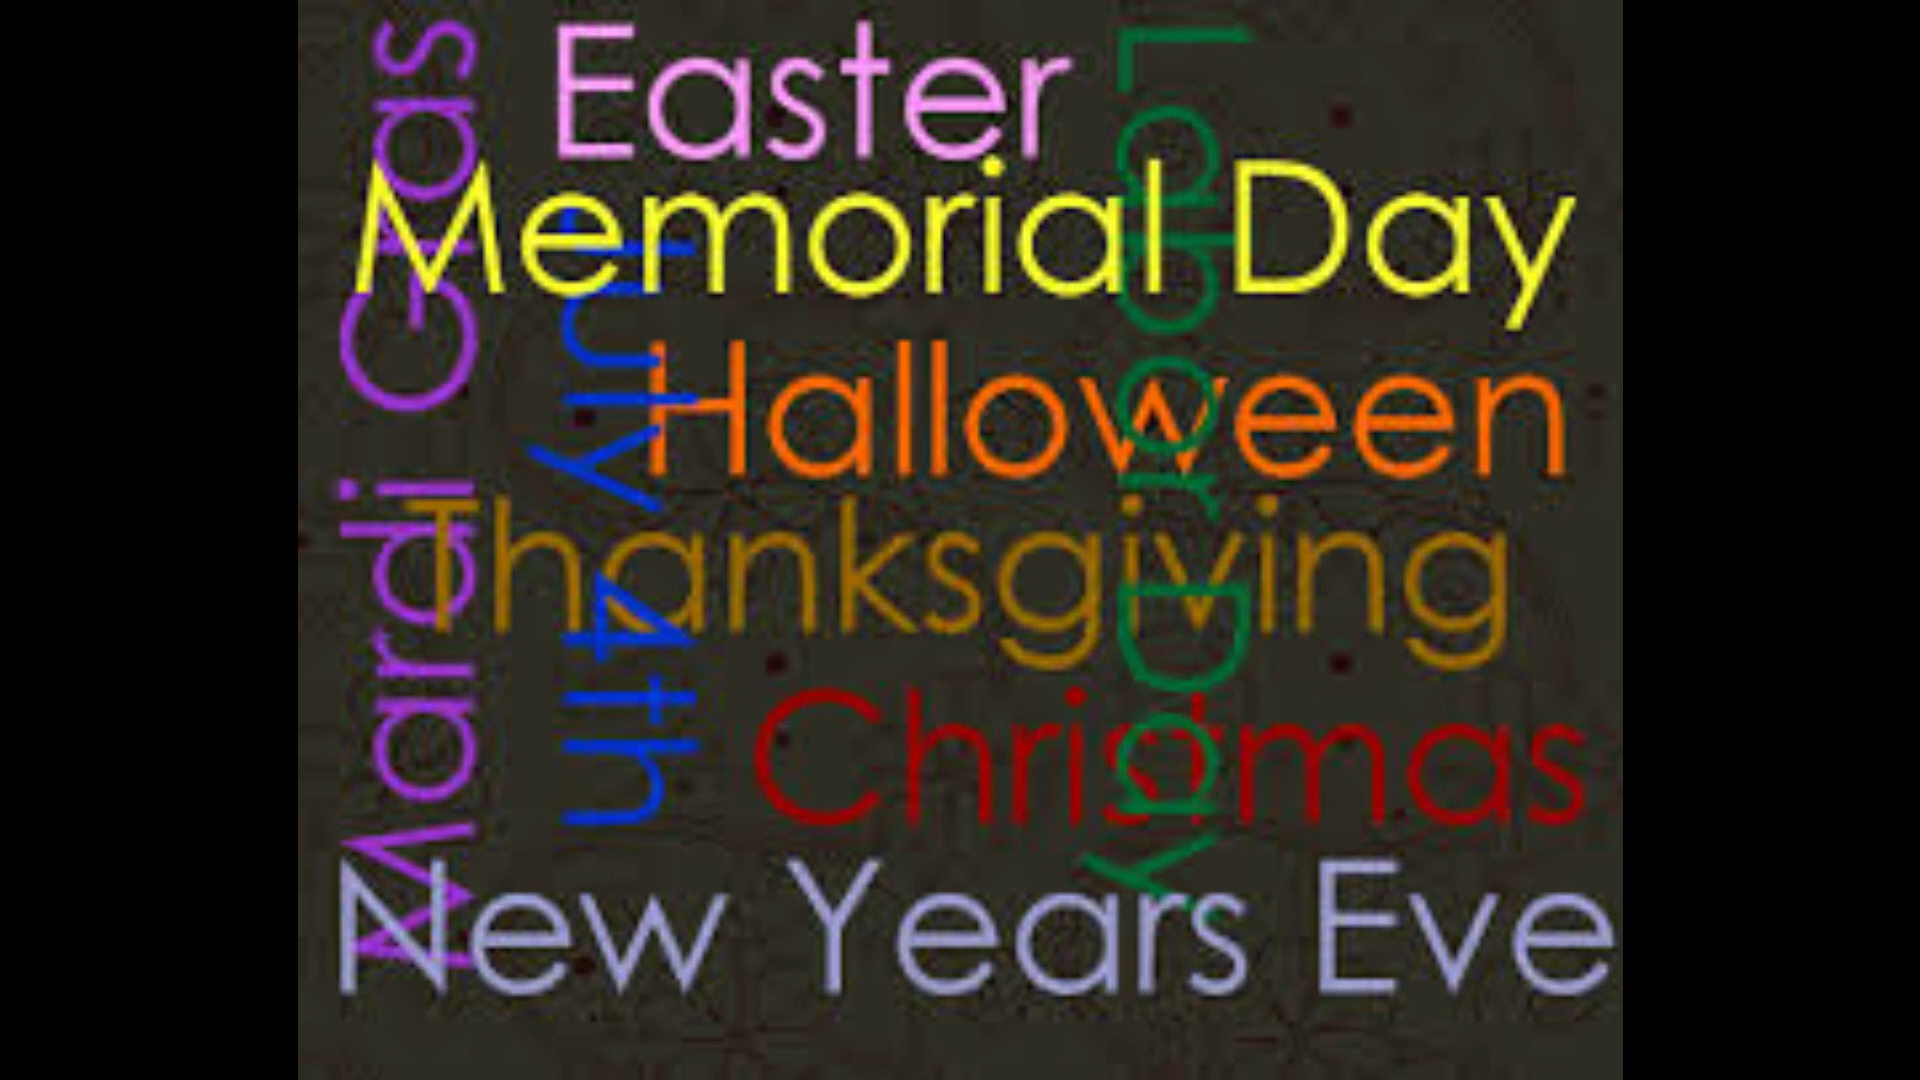 Easter
Memorial Day
Halloween
Thanksgiving
Christmas
New Years Eve
Mardi Gras
July 4th
Labor Day